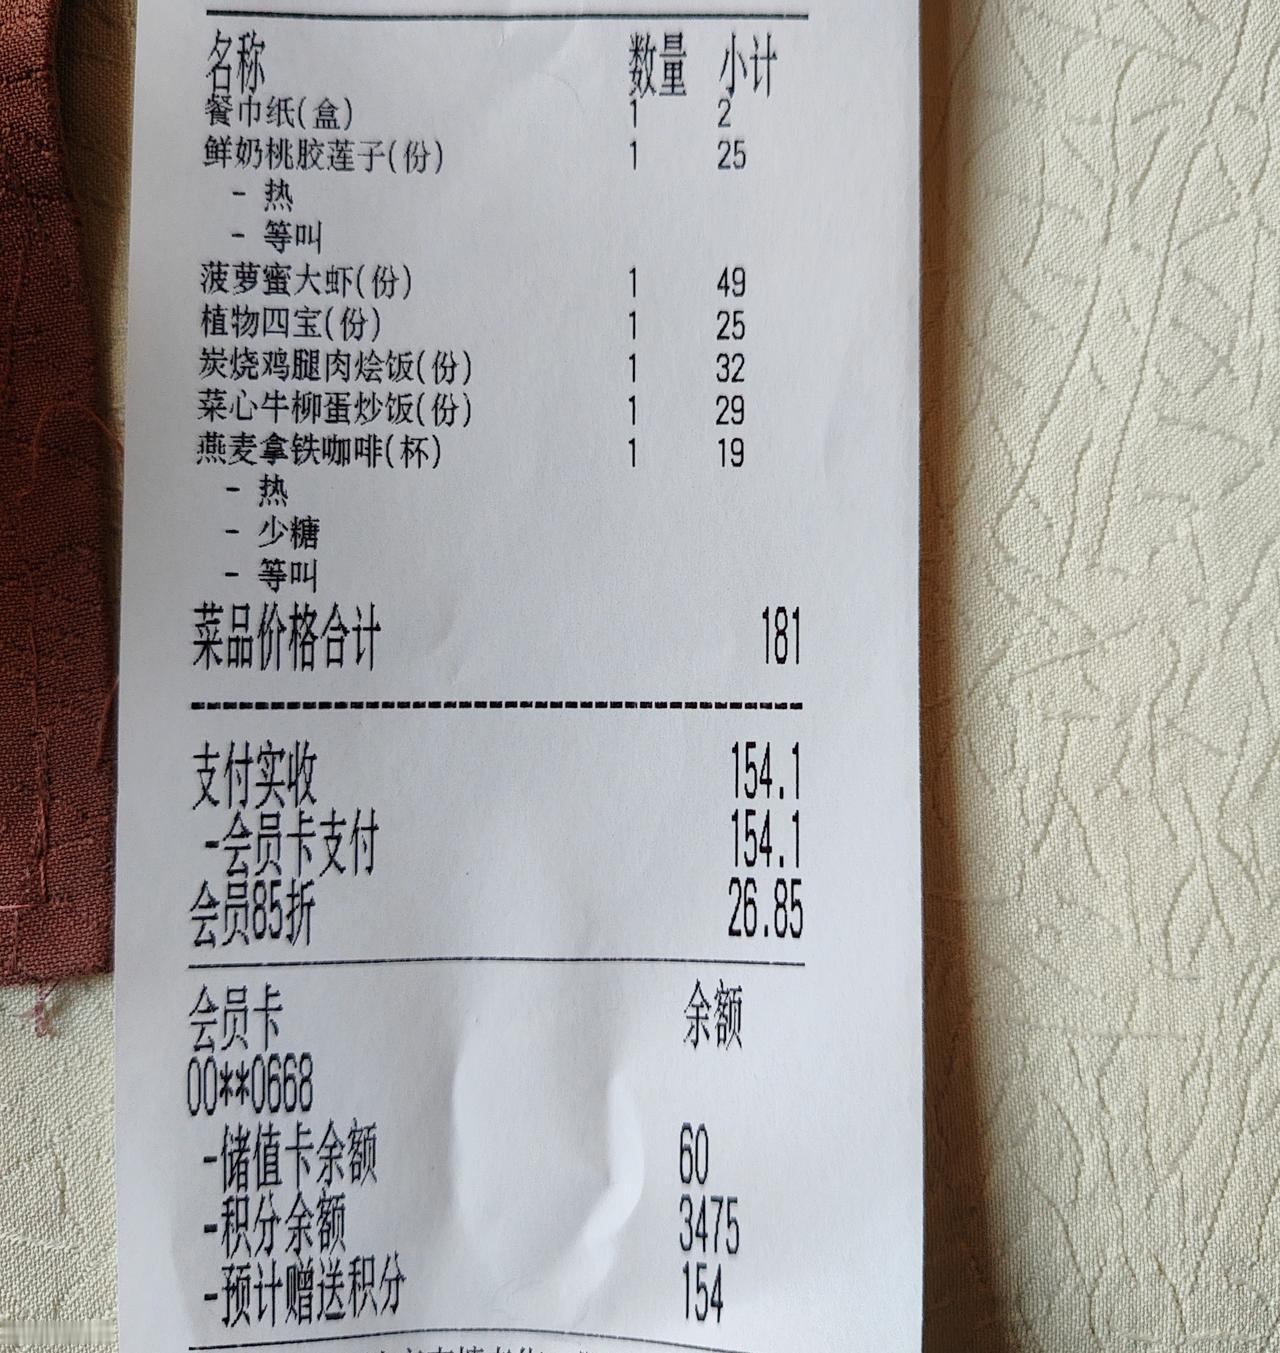 名称 数量 小计
餐巾纸(盒) 1 2
鲜奶桃胶莲子(份) 1 25
- 热
- 等叫
菠萝蜜大虾(份) 1 49
植物四宝(份) 1 25
炭烧鸡腿肉烩饭(份) 1 32
菜心牛柳蛋炒饭(份) 1 29
燕麦拿铁咖啡(杯) 1 19
- 热
- 少糖
- 等叫
菜品价格合计 181
支付实收 154.1
-会员卡支付 154.1
会员85折 26.85
会员卡 余额
00**0668
-储值卡余额 60
-积分余额 3475
-预计赠送积分 154